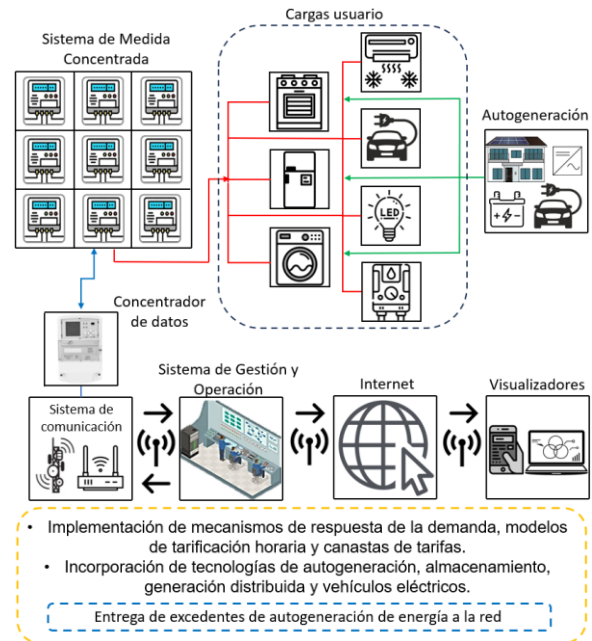 Cargas usuario
Sistema de Medida
Concentrada
Autogeneración
LED
Concentrador
de datos
Sistema de Gestión y
Operación
Internet
Visualizadores
Sistema de
comunicación
• Implementación de mecanismos de respuesta de la demanda, modelos
de tarificación horaria y canastas de tarifas.
• Incorporación de tecnologías de autogeneración, almacenamiento,
generación distribuida y vehículos eléctricos.
Entrega de excedentes de autogeneración de energía a la red